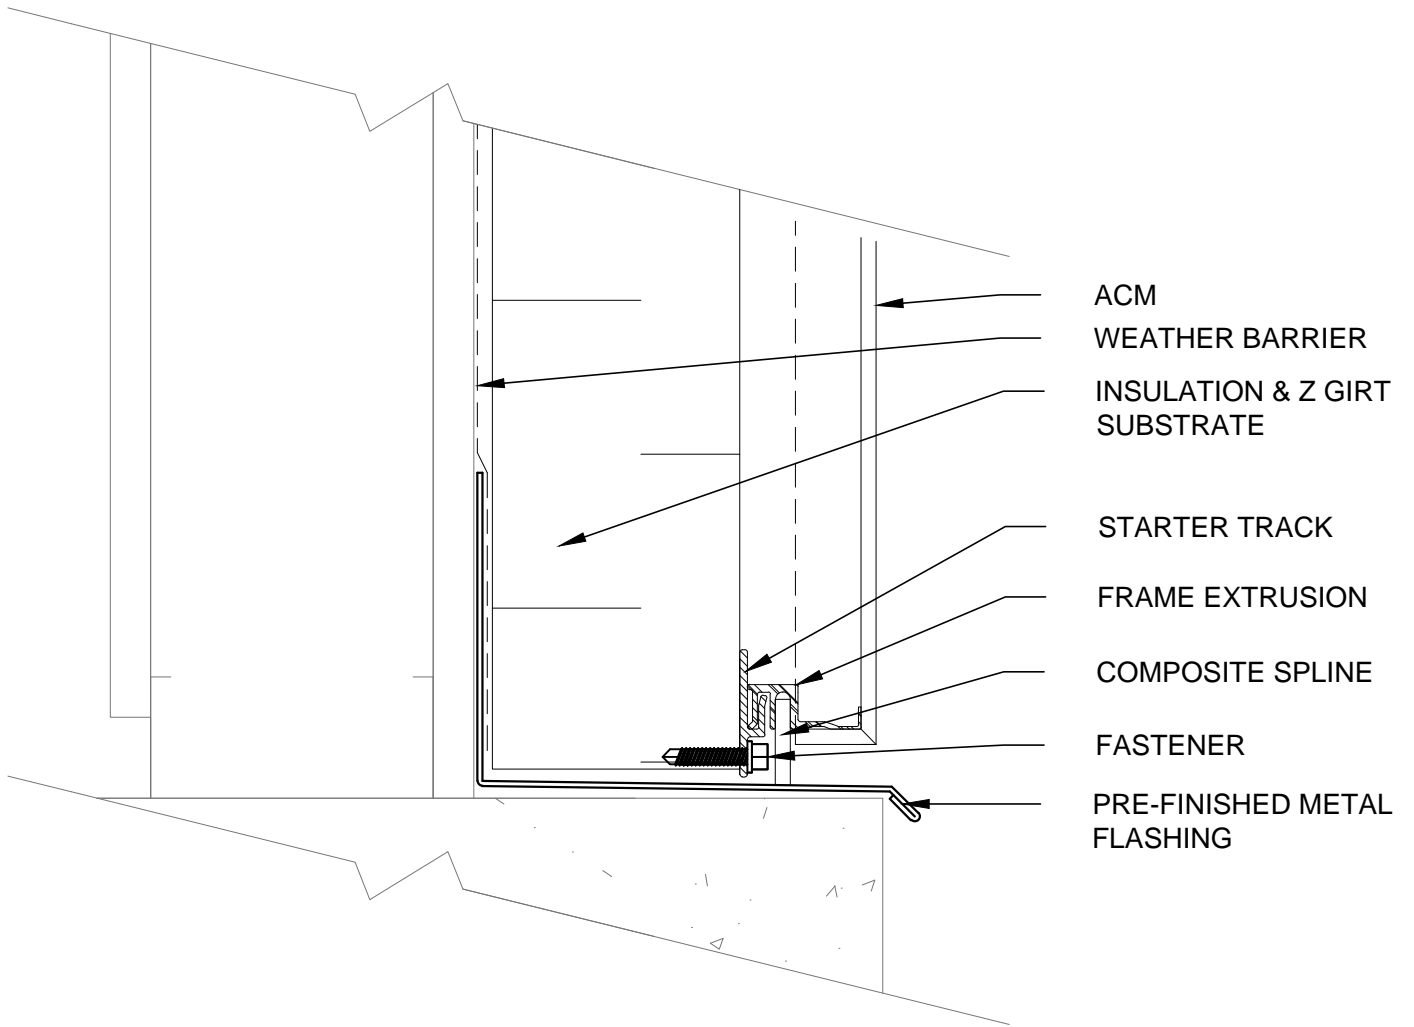 ACM
WEATHER BARRIER
INSULATION & Z GIRT
SUBSTRATE
STARTER TRACK
FRAME EXTRUSION
COMPOSITE SPLINE
FASTENER
PRE-FINISHED METAL
FLASHING